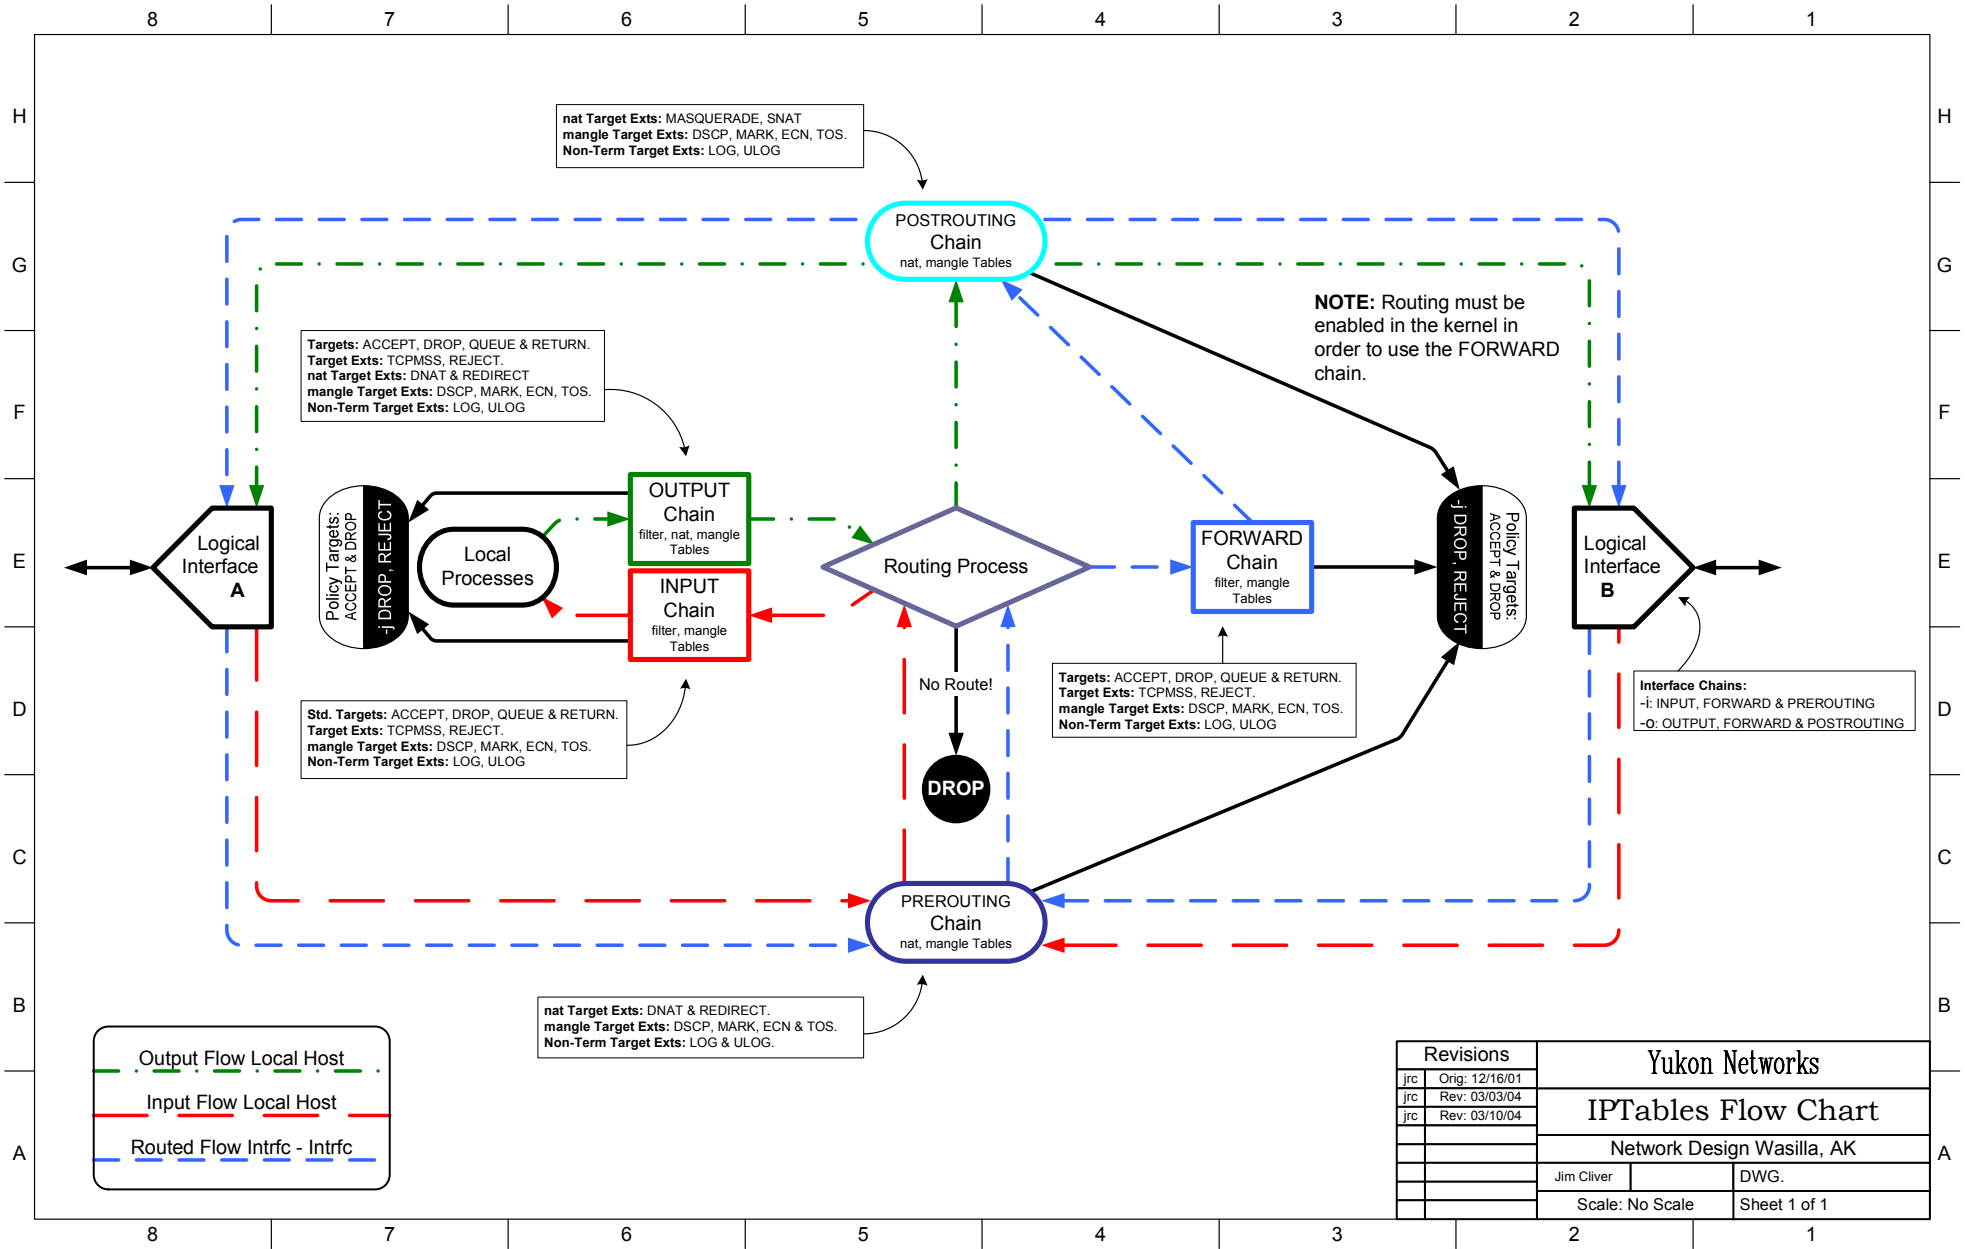 8 7 6 5 4 3 2 1
H H
nat Target Exts: MASQUERADE, SNAT
mangle Target Exts: DSCP, MARK, ECN, TOS.
Non-Term Target Exts: LOG, ULOG
POSTROUTING
Chain
nat, mangle Tables
G G
NOTE: Routing must be
enabled in the kernel in
order to use the FORWARD
chain.
Targets: ACCEPT, DROP, QUEUE & RETURN.
Target Exts: TCPMSS, REJECT.
nat Target Exts: DNAT & REDIRECT
mangle Target Exts: DSCP, MARK, ECN, TOS.
Non-Term Target Exts: LOG, ULOG
F F
E E
Logical
Interface
A
Policy Targets:
ACCEPT & DROP
-j DROP, REJECT
Local
Processes
OUTPUT
Chain
filter, nat, mangle
Tables
INPUT
Chain
filter, mangle
Tables
Routing Process
FORWARD
Chain
filter, mangle
Tables
-j DROP, REJECT
Policy Targets:
ACCEPT & DROP
Logical
Interface
B
No Route!
DROP
Targets: ACCEPT, DROP, QUEUE & RETURN.
Target Exts: TCPMSS, REJECT.
mangle Target Exts: DSCP, MARK, ECN, TOS.
Non-Term Target Exts: LOG, ULOG
Interface Chains:
-i: INPUT, FORWARD & PREROUTING
-o: OUTPUT, FORWARD & POSTROUTING
D D
Std. Targets: ACCEPT, DROP, QUEUE & RETURN.
Target Exts: TCPMSS, REJECT.
mangle Target Exts: DSCP, MARK, ECN, TOS.
Non-Term Target Exts: LOG, ULOG
C C
PREROUTING
Chain
nat, mangle Tables
B B
nat Target Exts: DNAT & REDIRECT.
mangle Target Exts: DSCP, MARK, ECN & TOS.
Non-Term Target Exts: LOG & ULOG.
Output Flow Local Host
Input Flow Local Host
Routed Flow Intrfc - Intrfc
A A
Revisions
jrc Orig: 12/16/01
jrc Rev: 03/03/04
jrc Rev: 03/10/04
Yukon Networks
IPTables Flow Chart
Network Design Wasilla, AK
Jim Cliver DWG.
Scale: No Scale Sheet 1 of 1
8 7 6 5 4 3 2 1